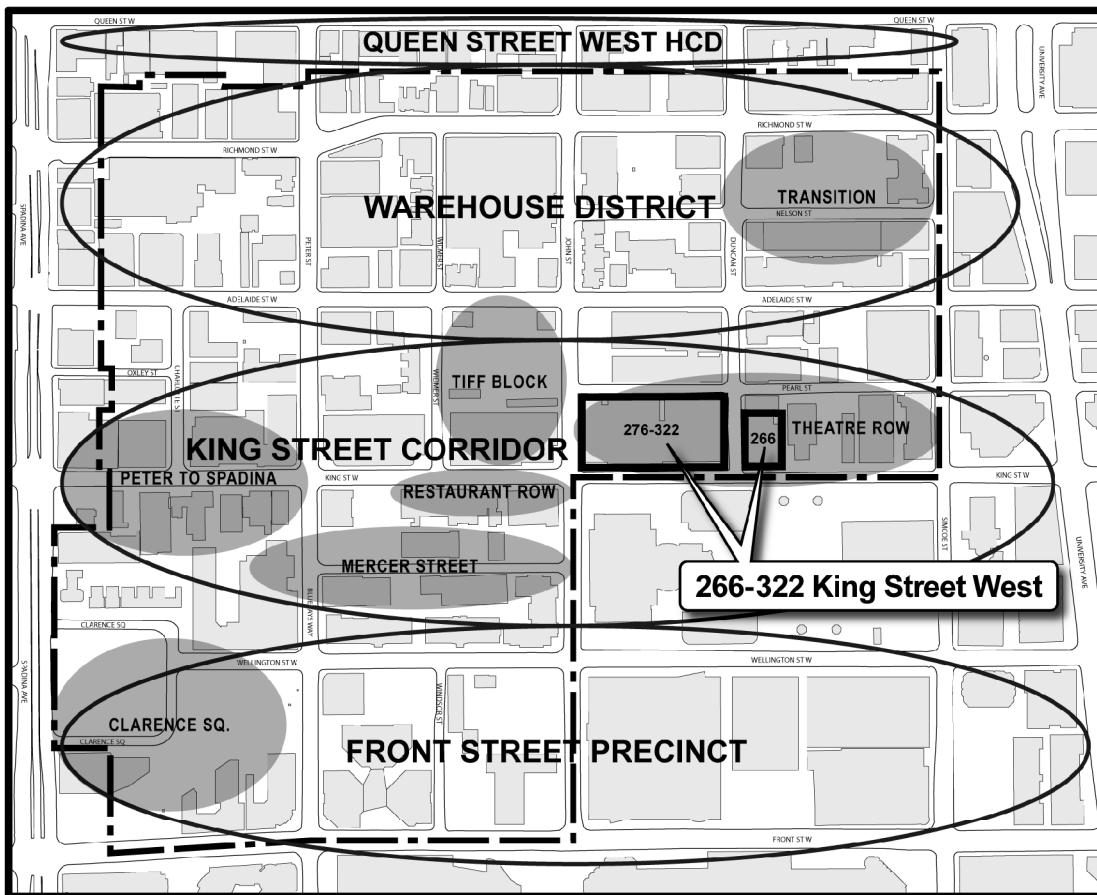 QUEEN ST W
QUEEN ST W
QUEEN STREET WEST HCD
UNIVERSITY AVE
RICHMOND ST W
RICHMOND ST W
WAREHOUSE DISTRICT
TRANSITION
NELSON ST
SPADINA AVE
PETER ST
JOHN ST
DUNCAN ST
ADELAIDE ST W
ADELAIDE ST W
OXLEY ST
TIFF BLOCK
PEARL ST
276-322
266
THEATRE ROW
KING STREET CORRIDOR
PETER TO SPADINA
KING ST W
KING ST W
RESTAURANT ROW
SIMCOE ST
UNIVERSITY AVE
MERCER STREET
266-322 King Street West
CLARENCE SQ
WELLINGTON ST W
WELLINGTON ST W
SPADINA AVE
CLARENCE SQ.
CLARENCE SQ
FRONT STREET PRECINCT
FRONT ST W